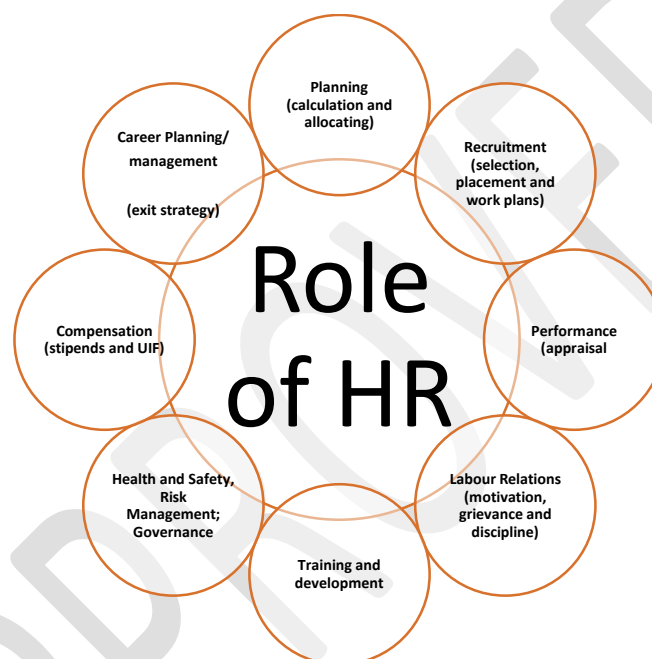 Planning
(calculation and
allocating)
Recruitment
(selection,
placement and
work plans)
Performance
(appraisal
Labour Relations
(motivation,
grievance and
discipline)
Training and
development
Health and Safety,
Risk
Management;
Governance
Compensation
(stipends and UIF)
Career Planning/
management
(exit strategy)
Role
of HR